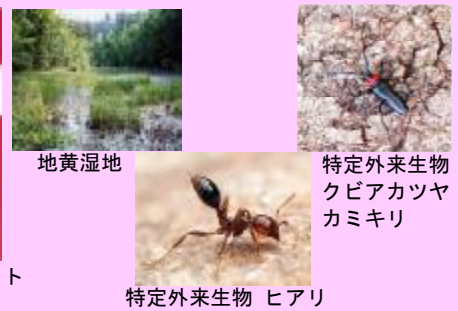 地黄湿地
特定外来生物
クビアカツヤ
カミキリ
ト
特定外来生物 ヒアリ